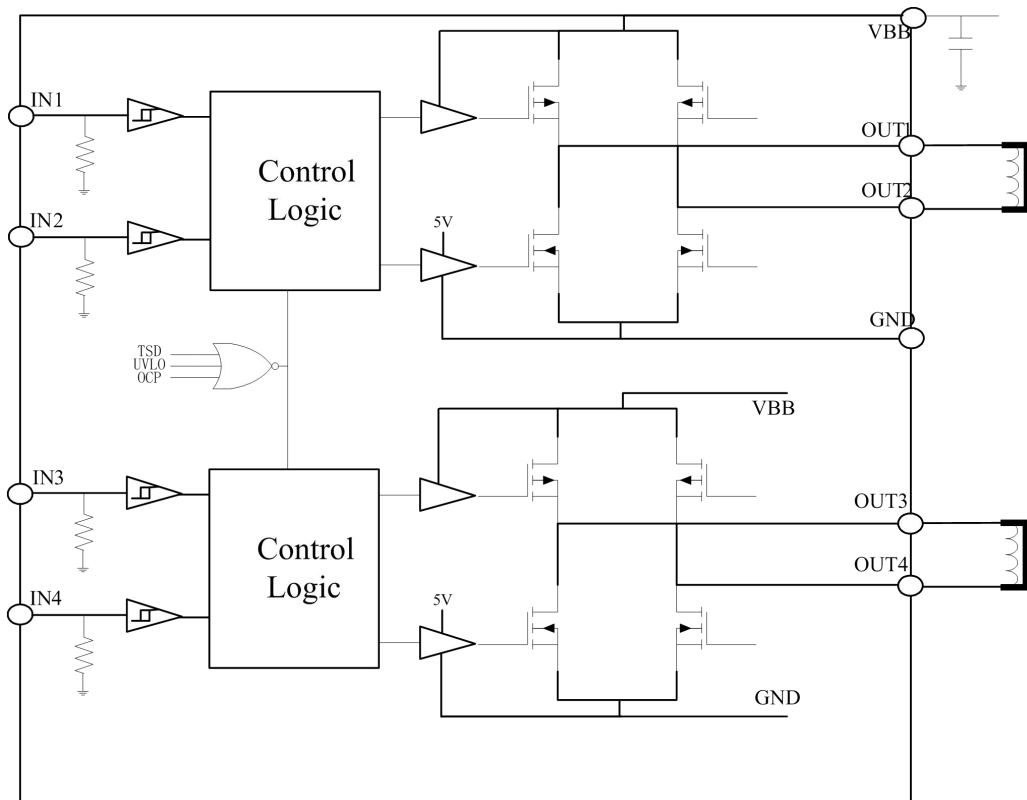 VBB
IN1
OUT1
Control
Logic
OUT2
IN2
5V
GND
TSD
UVLO
OCP
VBB
IN3
OUT3
Control
Logic
OUT4
IN4
5V
GND